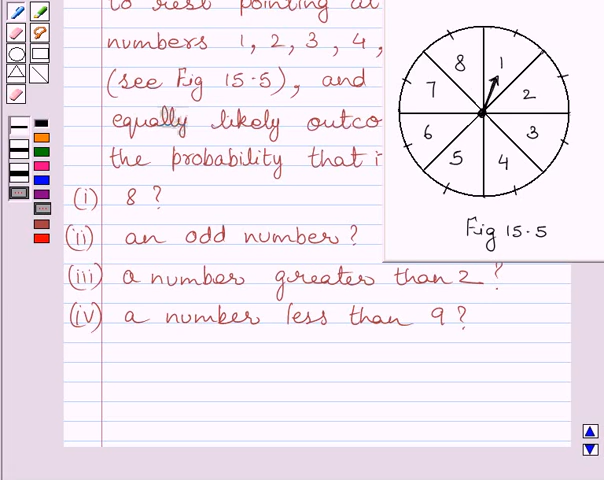 to rest pointing at
numbers 1, 2, 3, 4,
(see Fig 15.5), and
equally likely outco
the probability that i
(i) 8 ?
(ii) an odd number?
(iii) a number greater than 2 ?
(iv) a number less than 9 ?
8 1
7 2
6 3
5 4
Fig 15.5